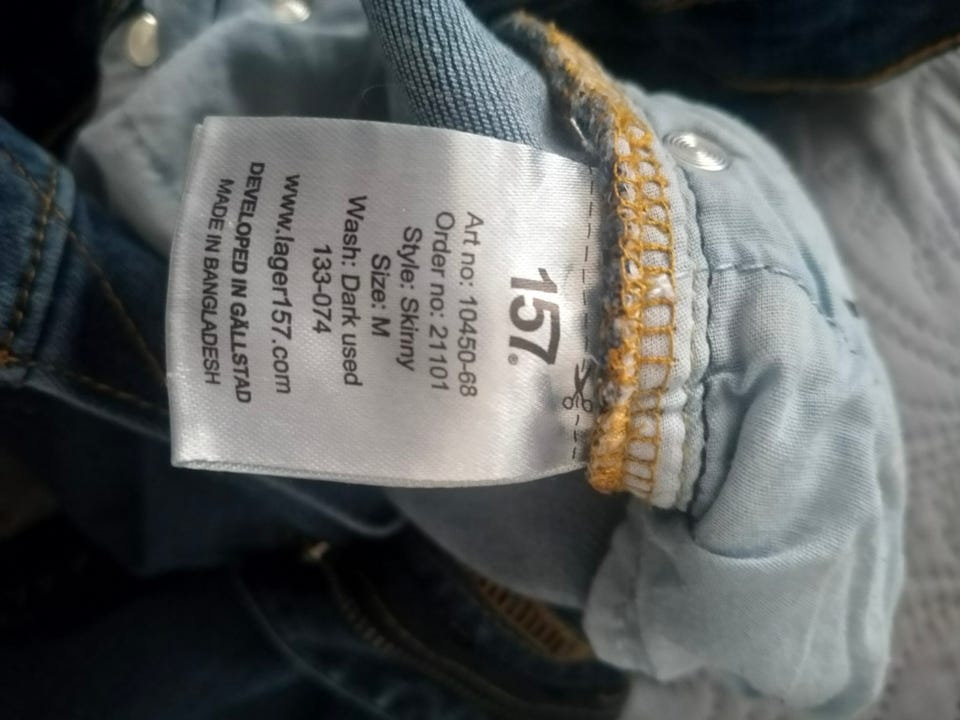 157®
Art no: 10450-68
Order no: 21101
Style: Skinny
Size: M
Wash: Dark used
133-074
www.lager157.com
DEVELOPED IN GÄLLSTAD
MADE IN BANGLADESH